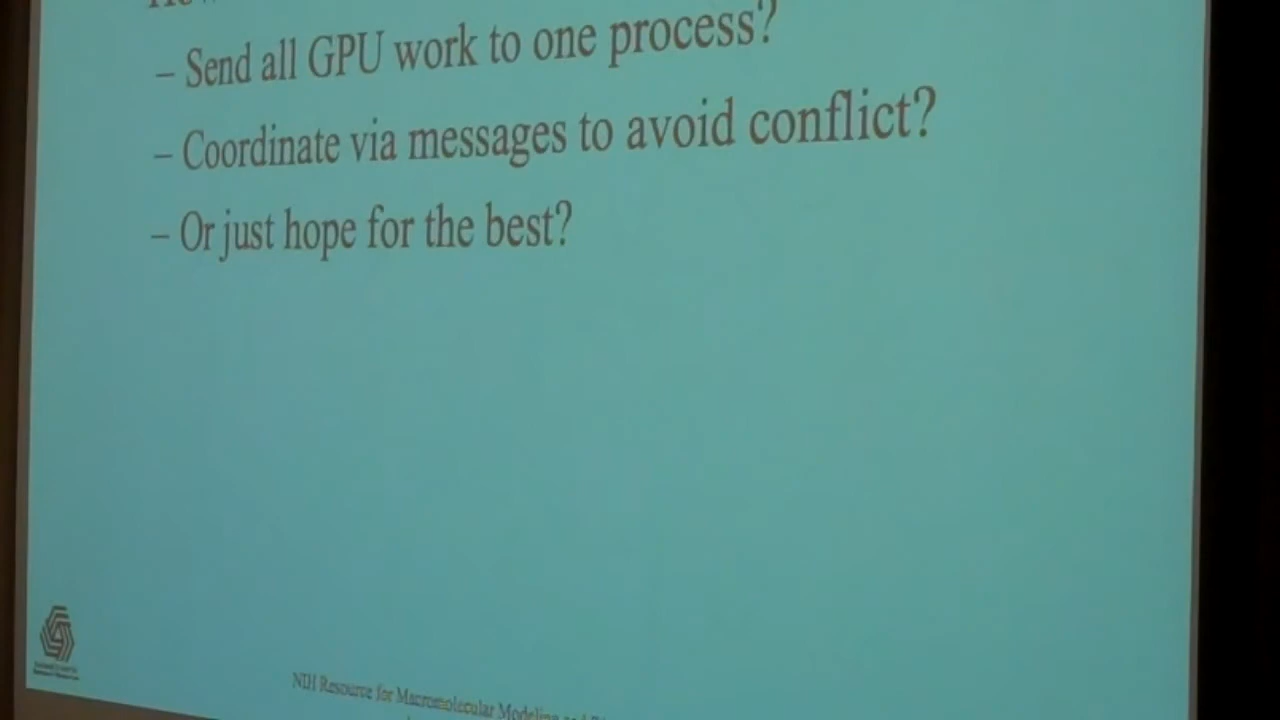 – Send all GPU work to one process?
– Coordinate via messages to avoid conflict?
– Or just hope for the best?
NIH Resource for Macromolecular Modeling and